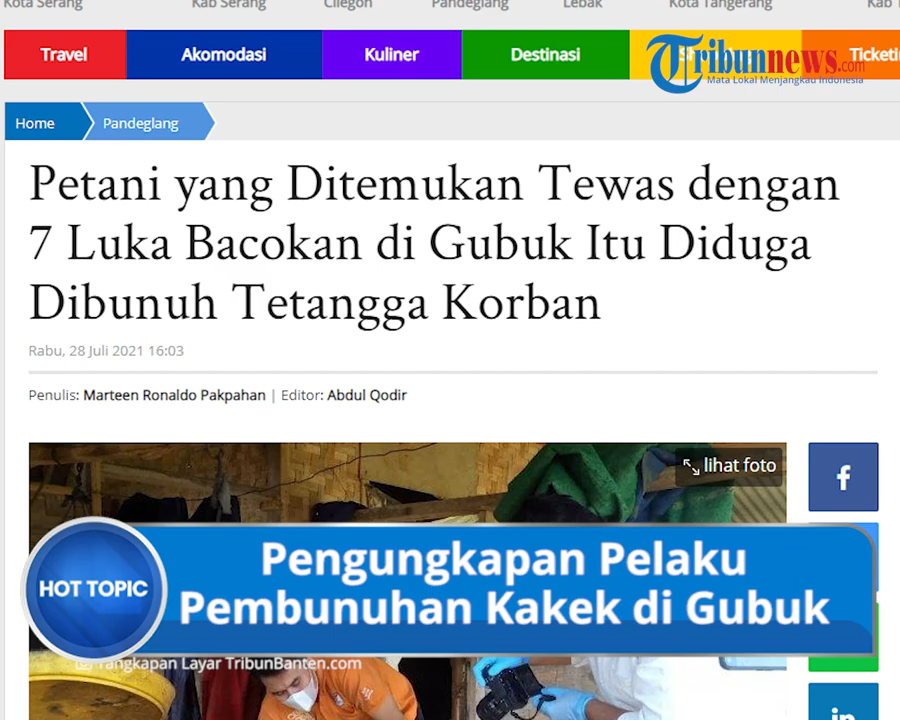 Kota Serang Kab Serang Cilegon Pandeglang Lebak Kota Tangerang Kab
Travel Akomodasi Kuliner Destinasi
Tribunnews.com
Mata Lokal Menjangkau Indonesia
Home Pandeglang
Petani yang Ditemukan Tewas dengan
7 Luka Bacokan di Gubuk Itu Diduga
Dibunuh Tetangga Korban
Rabu, 28 Juli 2021 16:03
Penulis: Marteen Ronaldo Pakpahan | Editor: Abdul Qodir
lihat foto
f
HOT TOPIC
Pengungkapan Pelaku
Pembunuhan Kakek di Gubuk
Tangkapan Layar TribunBanten.com
in